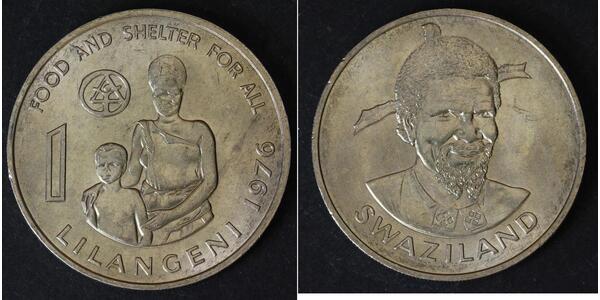 FOOD AND SHELTER FOR ALL
1
LILANGENI 1976
SWAZILAND